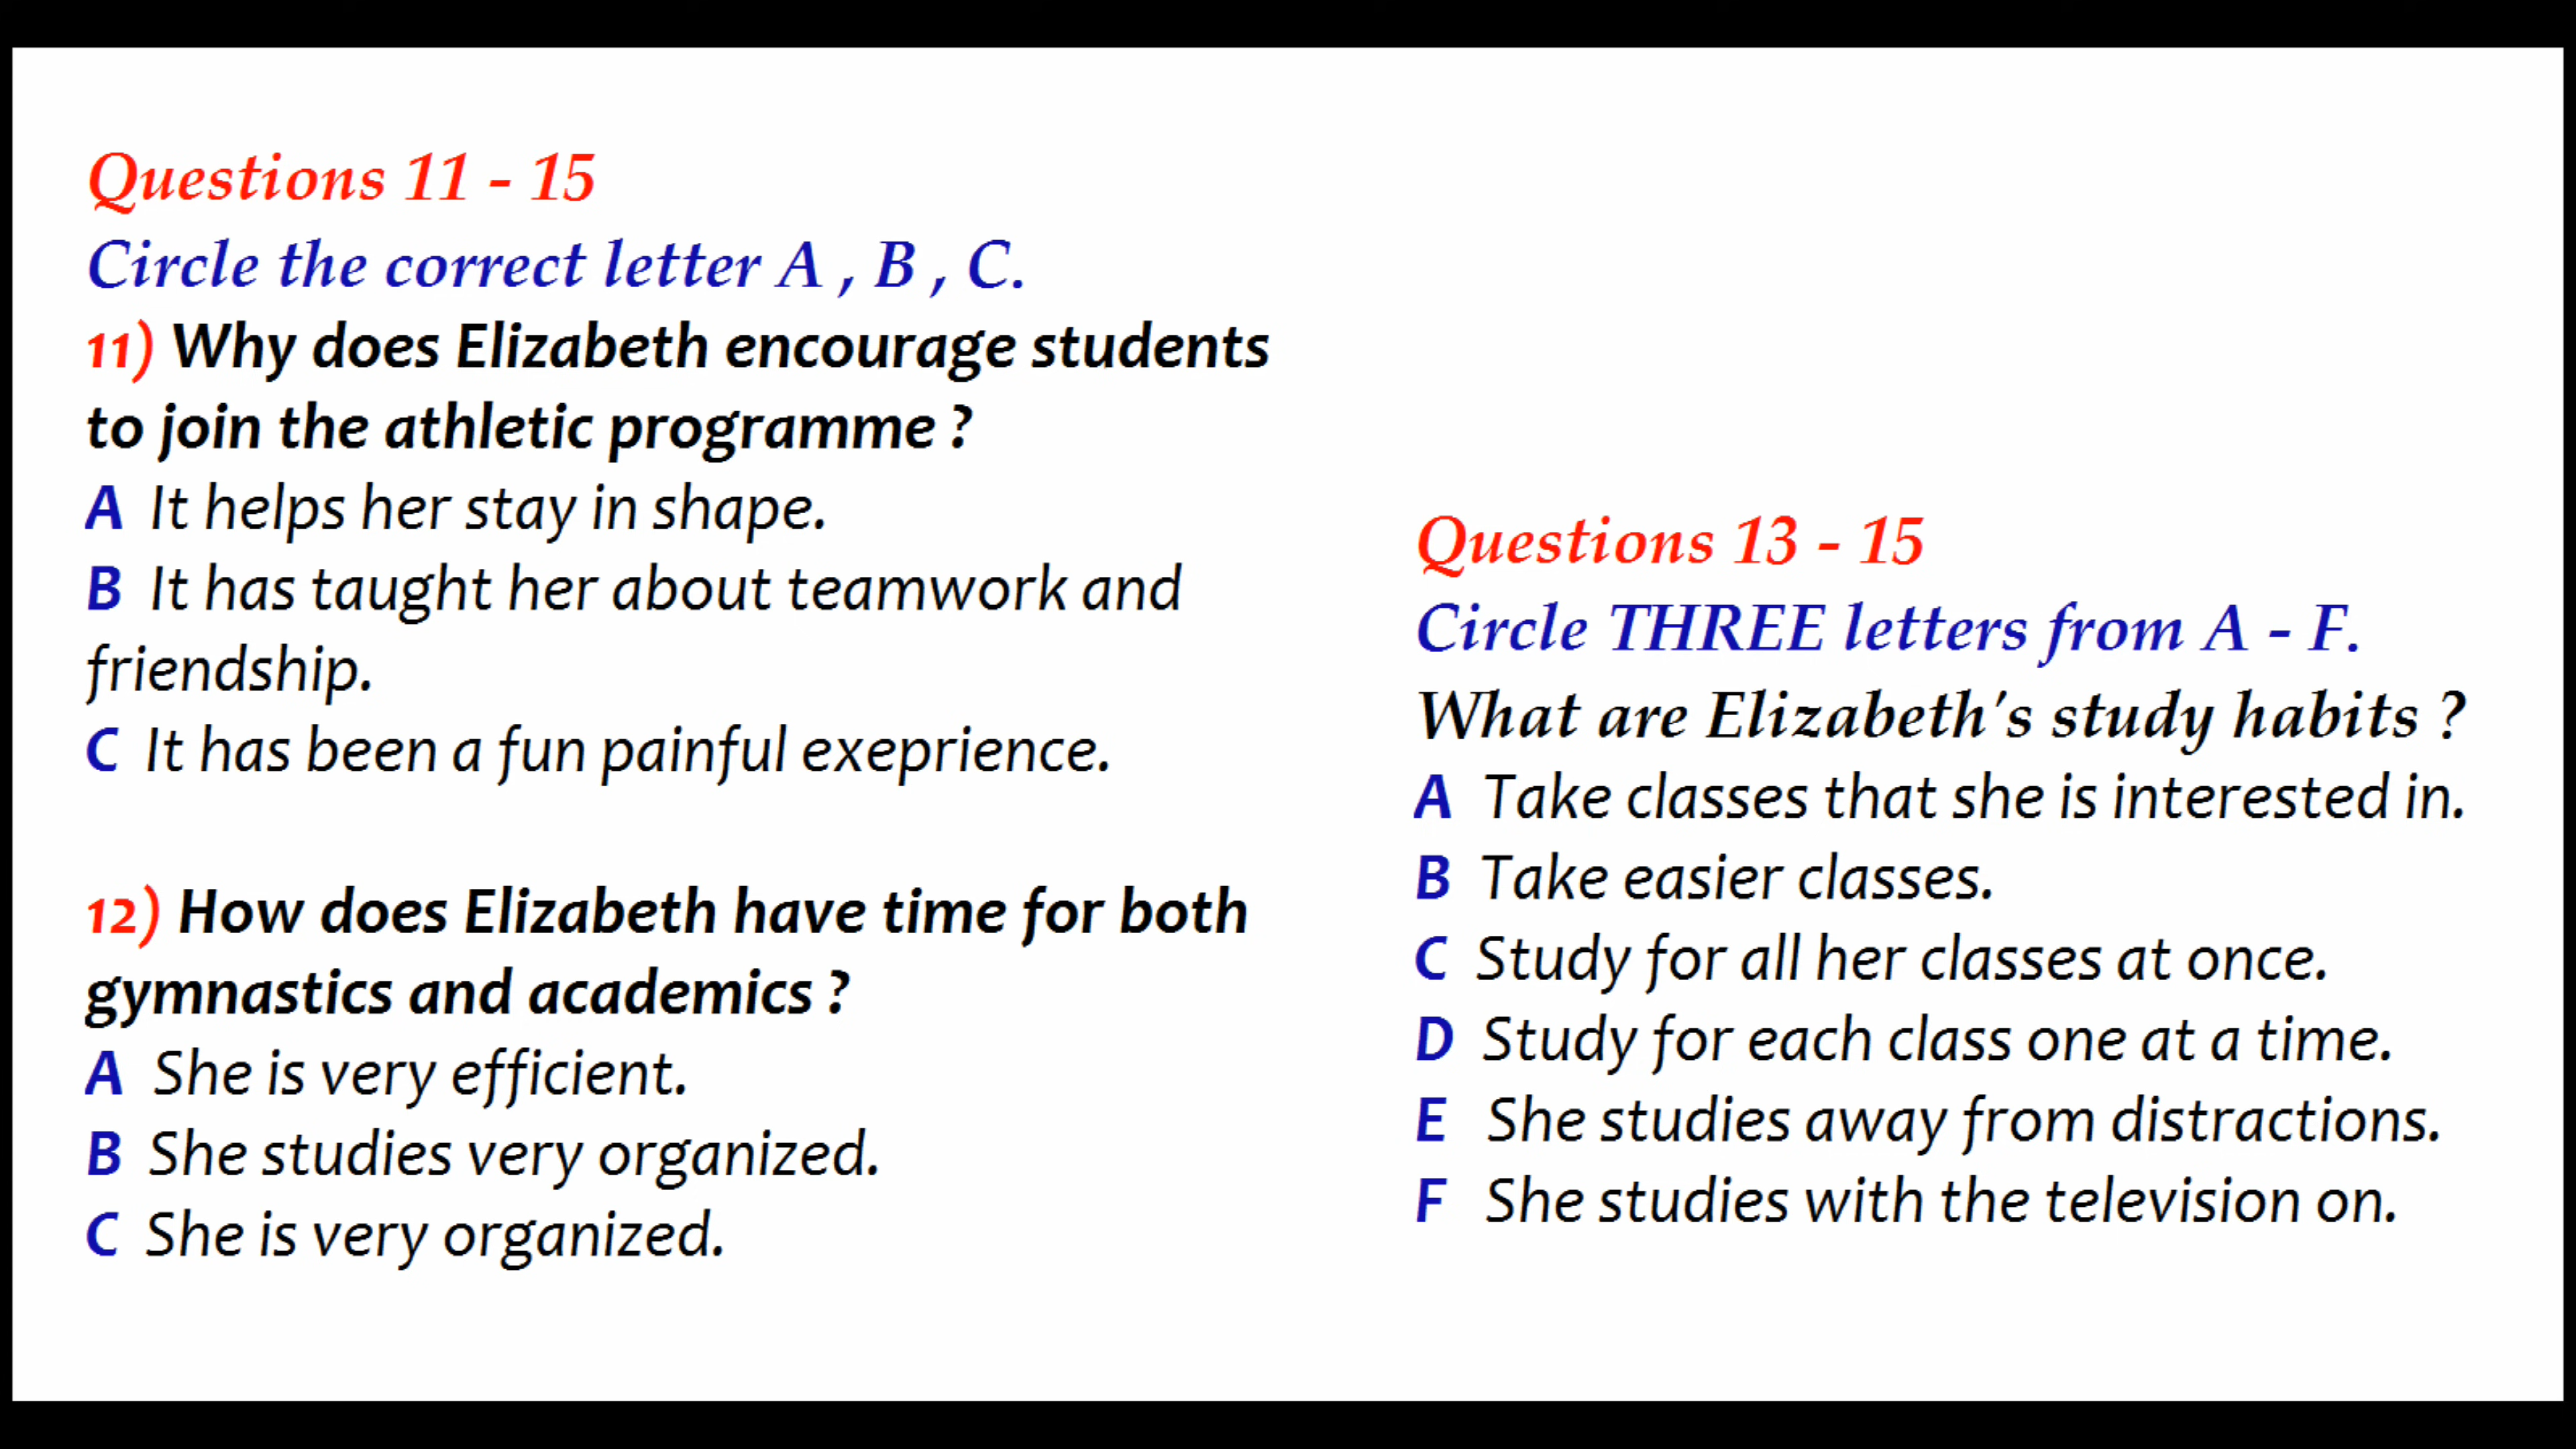 Questions 11 - 15
Circle the correct letter A , B , C.
11) Why does Elizabeth encourage students
to join the athletic programme ?
A It helps her stay in shape.
B It has taught her about teamwork and
friendship.
C It has been a fun painful exeprience.
12) How does Elizabeth have time for both
gymnastics and academics ?
A She is very efficient.
B She studies very organized.
C She is very organized.
Questions 13 - 15
Circle THREE letters from A - F.
What are Elizabeth's study habits ?
A Take classes that she is interested in.
B Take easier classes.
C Study for all her classes at once.
D Study for each class one at a time.
E She studies away from distractions.
F She studies with the television on.